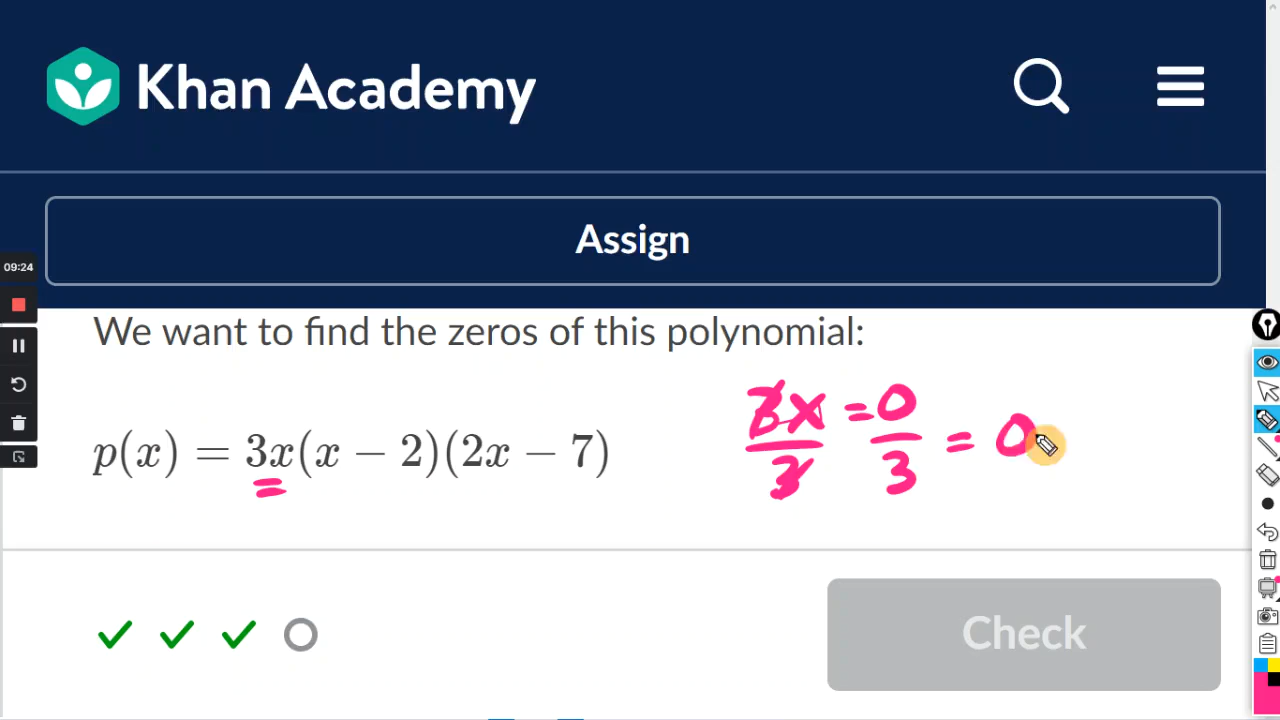 Khan Academy
Assign
09:24
We want to find the zeros of this polynomial:
p(x) = 3x(x − 2)(2x − 7)
3x = 0
3 3 = 0
Check